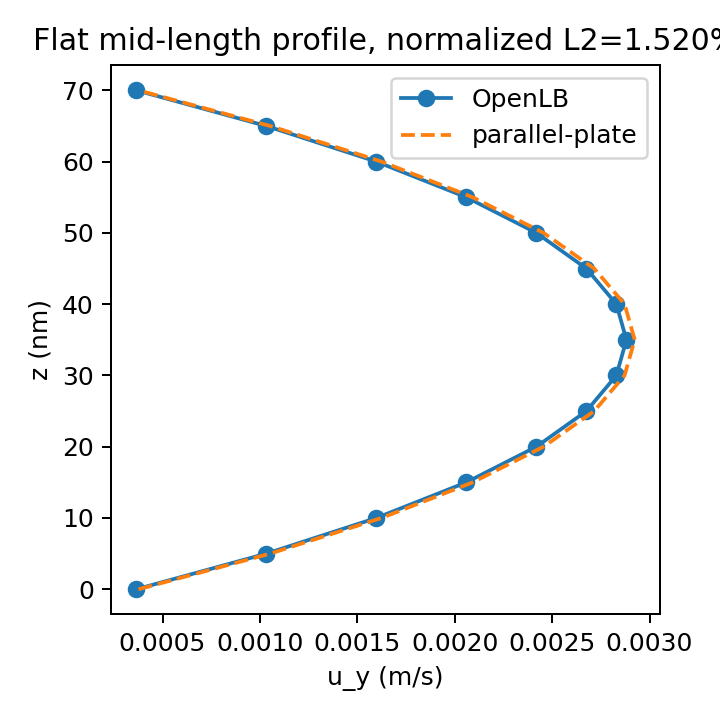 Flat mid-length profile, normalized L2=1.520%
OpenLB
parallel-plate
70
60
50
40
30
20
10
0
z (nm)
0.0005 0.0010 0.0015 0.0020 0.0025 0.0030
u_y (m/s)